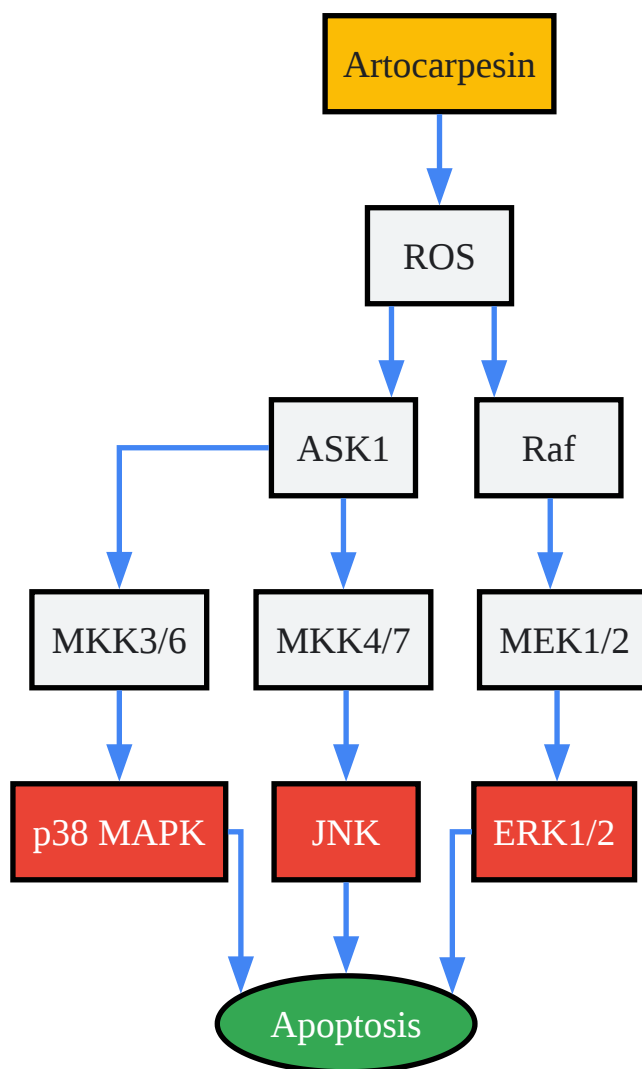 Artocarpesin
ROS
ASK1
Raf
MKK3/6
MKK4/7
MEK1/2
p38 MAPK
JNK
ERK1/2
Apoptosis